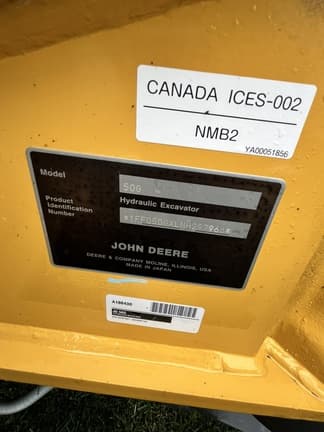 CANADA ICES-002
NMB2
YA00051856
Model
50G
Hydraulic Excavator
Product
Identification
Number
JOHN DEERE
DEERE & COMPANY MOLINE, ILLINOIS, USA
MADE IN JAPAN